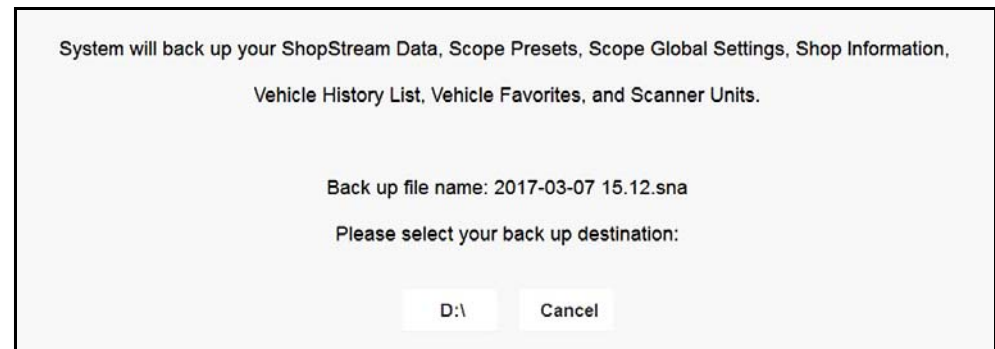 System will back up your ShopStream Data, Scope Presets, Scope Global Settings, Shop Information,
Vehicle History List, Vehicle Favorites, and Scanner Units.
Back up file name: 2017-03-07 15.12.sna
Please select your back up destination:
D:\ Cancel